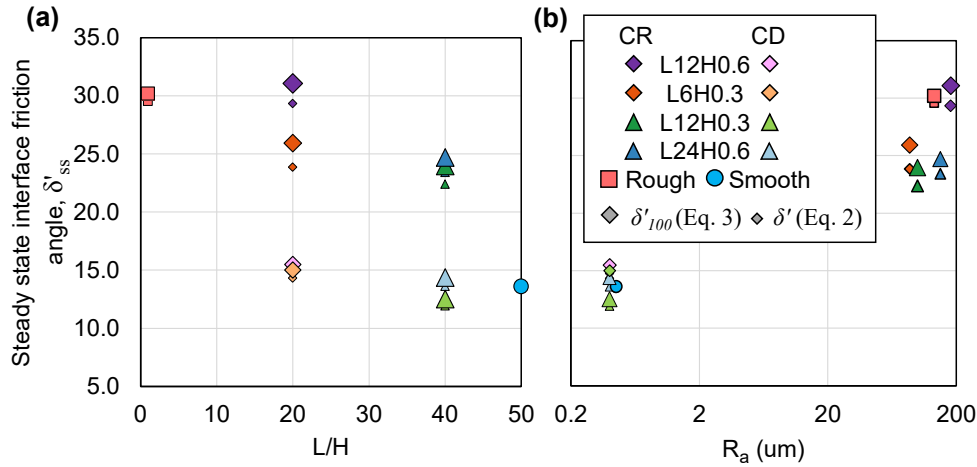 (a)
Steady state interface friction
angle, δ'ss
35.0
30.0
25.0
20.0
15.0
10.0
5.0
0 10 20 30 40 50
L/H
(b)
CR CD
L12H0.6
L6H0.3
L12H0.3
L24H0.6
Rough Smooth
δ'100 (Eq. 3) δ' (Eq. 2)
0.2 2 20 200
Ra (um)